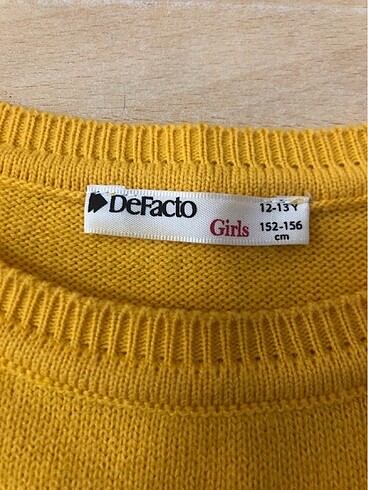 DeFacto
Girls
12-13 Y
152-156
cm